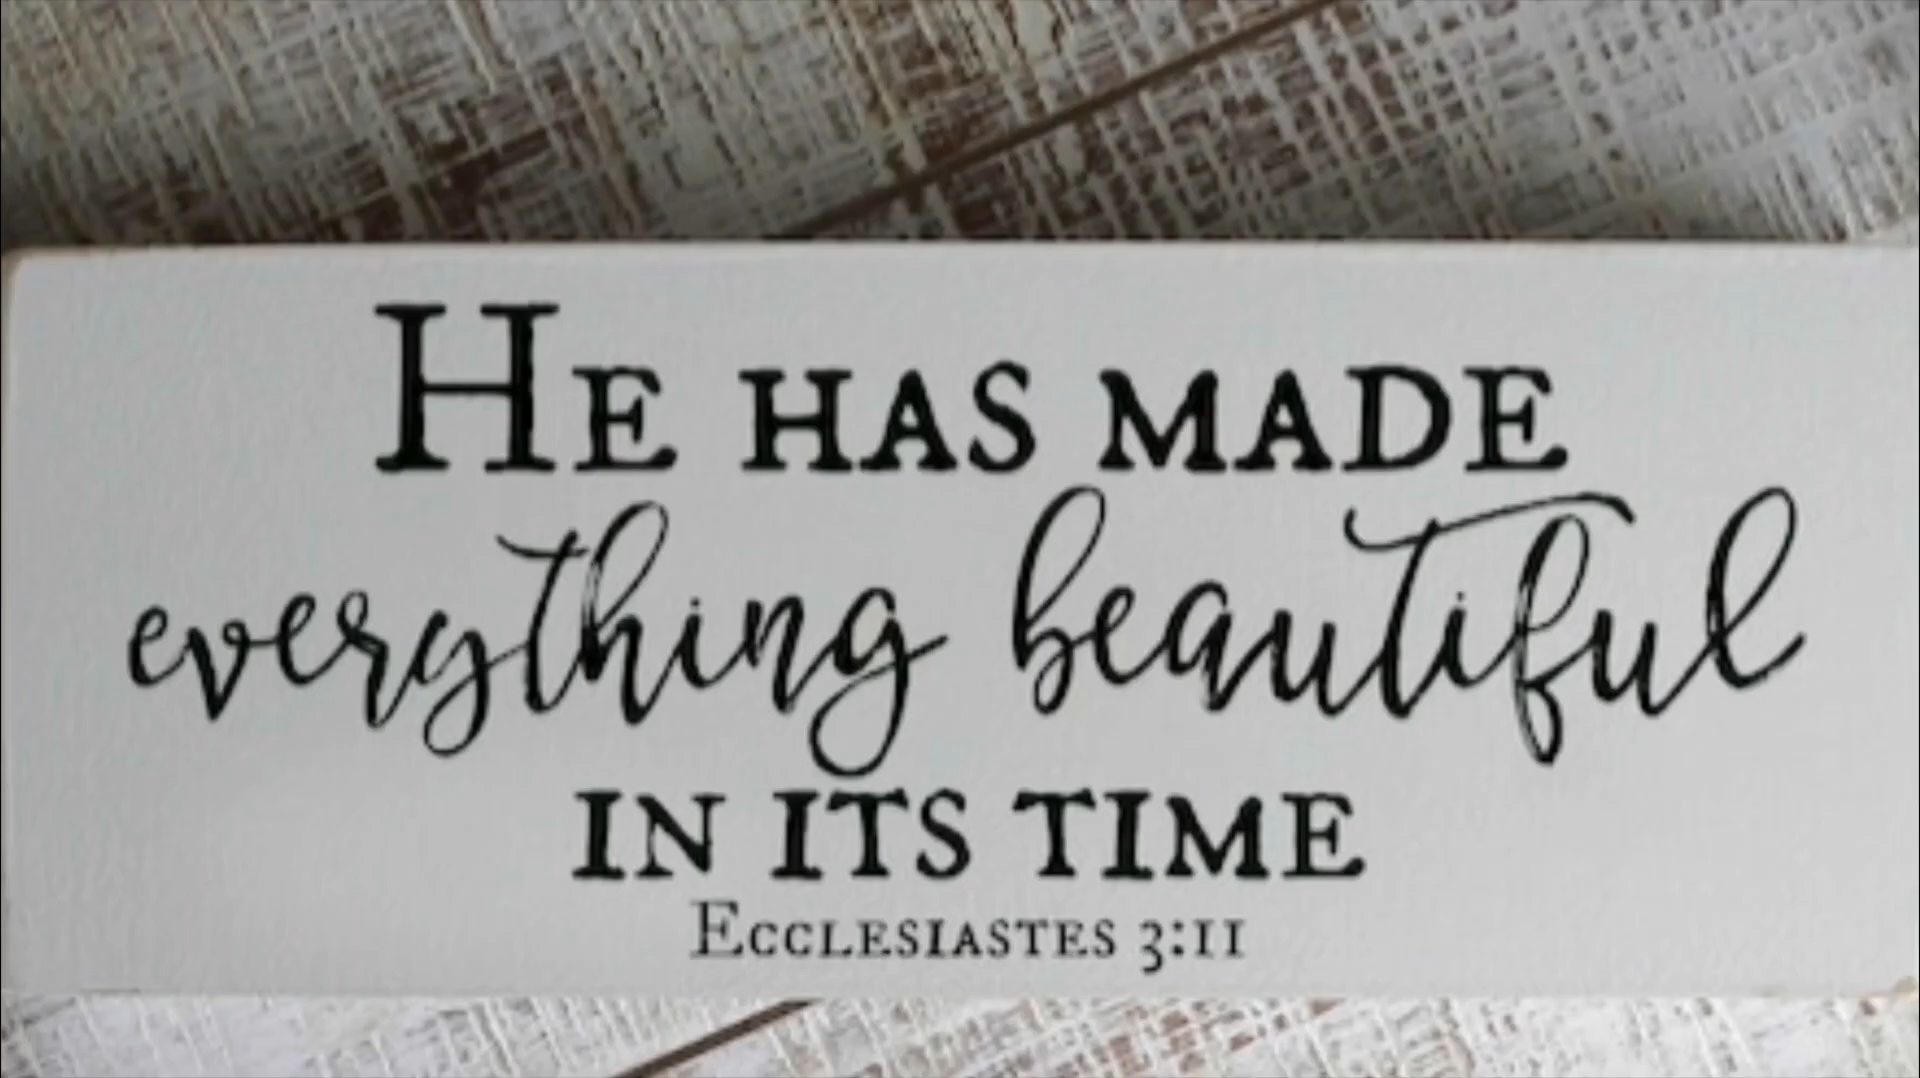 He has made
everything beautiful
in its time
Ecclesiastes 3:11